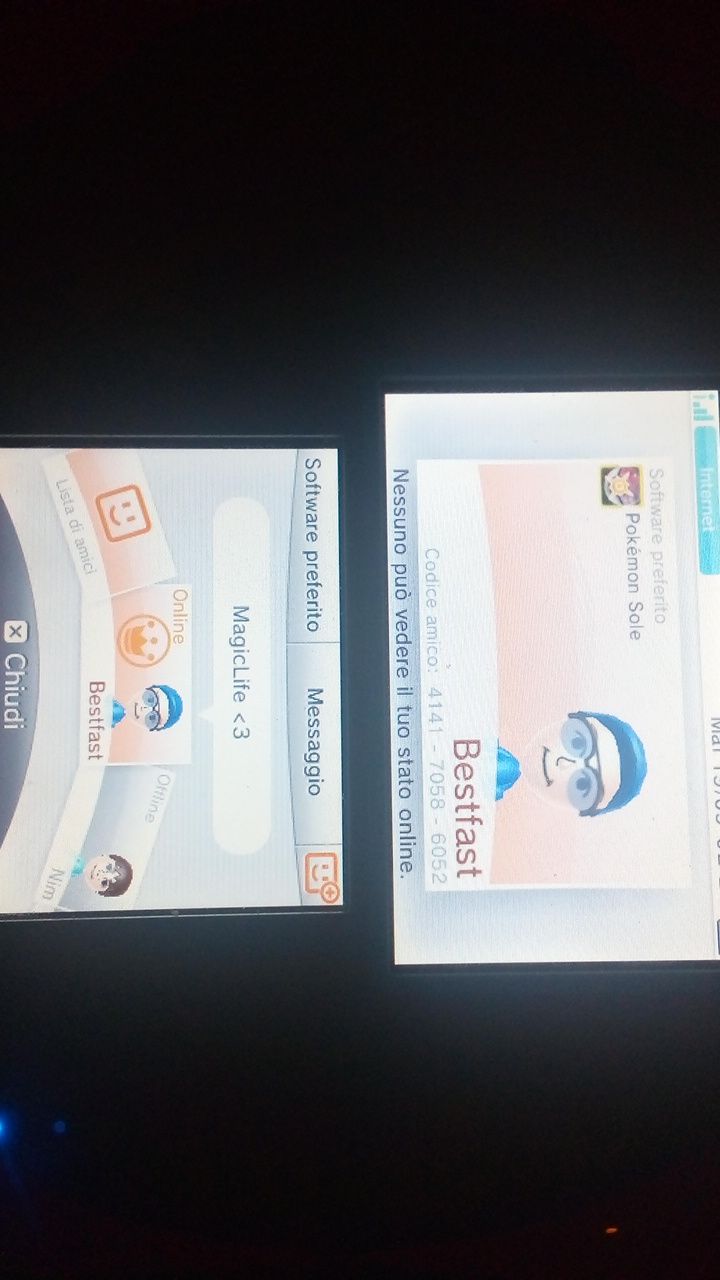 Internet
Software preferito
Pokémon Sole
Bestfast
Codice amico: 4141 - 7058 - 6052
Nessuno può vedere il tuo stato online.
Software preferito
Messaggio
MagicLife <3
Lista di amici
Online
Bestfast
Offline
Nim
Chiudi